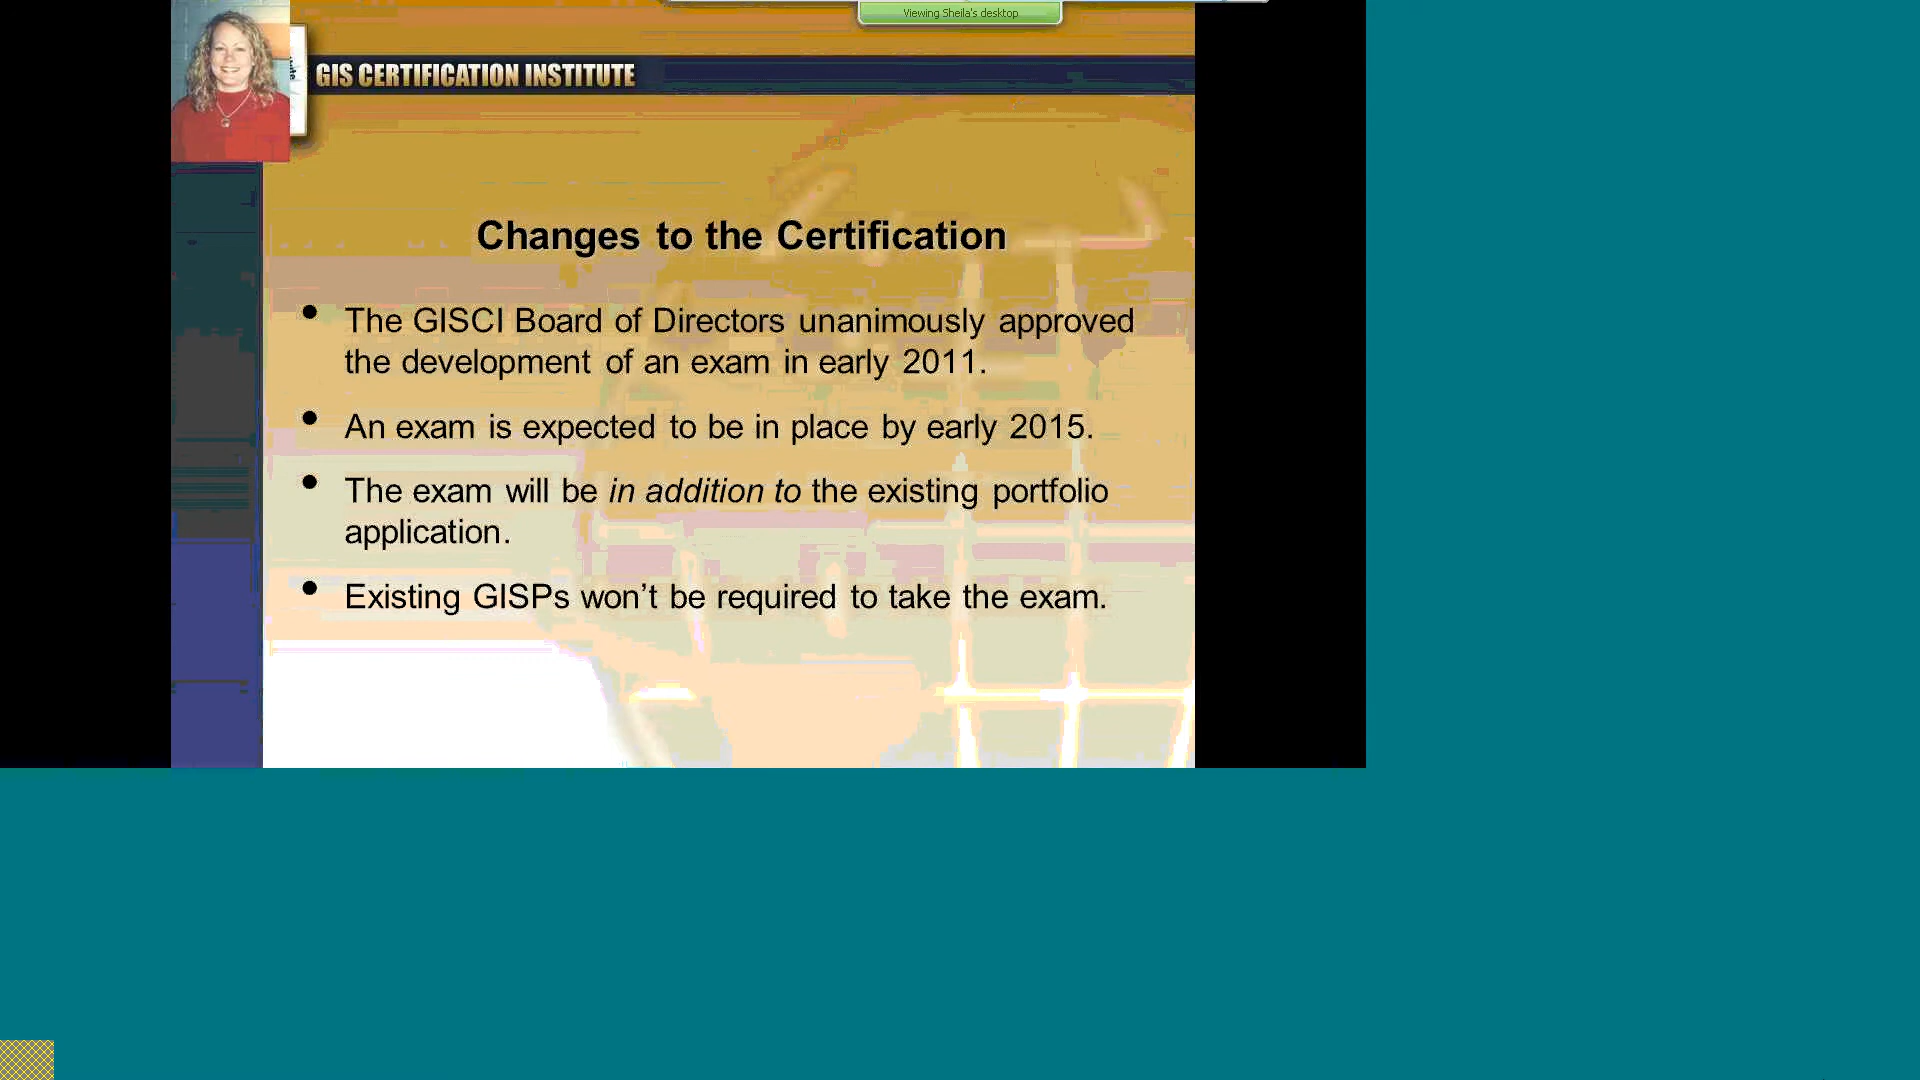 Viewing Sheila's desktop
GIS CERTIFICATION INSTITUTE
Changes to the Certification
• The GISCI Board of Directors unanimously approved
the development of an exam in early 2011.
• An exam is expected to be in place by early 2015.
• The exam will be in addition to the existing portfolio
application.
• Existing GISPs won’t be required to take the exam.